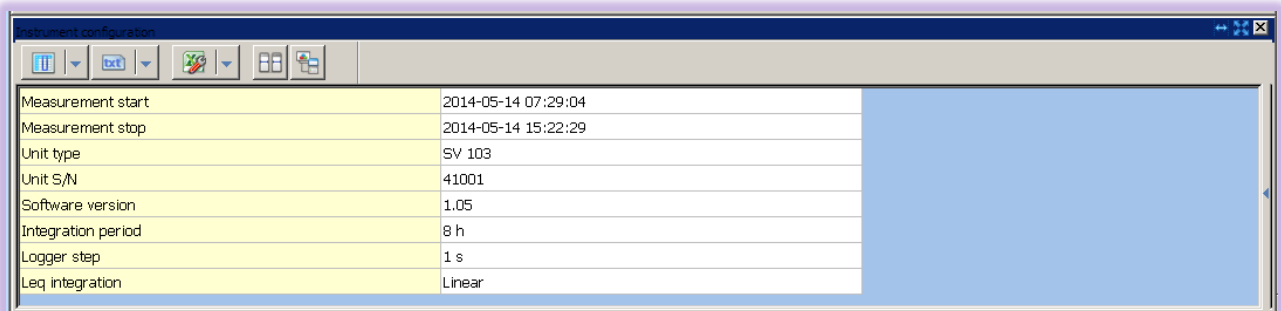 Instrument configuration
txt
Measurement start 2014-05-14 07:29:04
Measurement stop 2014-05-14 15:22:29
Unit type SV 103
Unit S/N 41001
Software version 1.05
Integration period 8 h
Logger step 1 s
Leq integration Linear